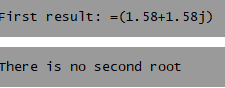 First result: =(1.58+1.58j)
There is no second root